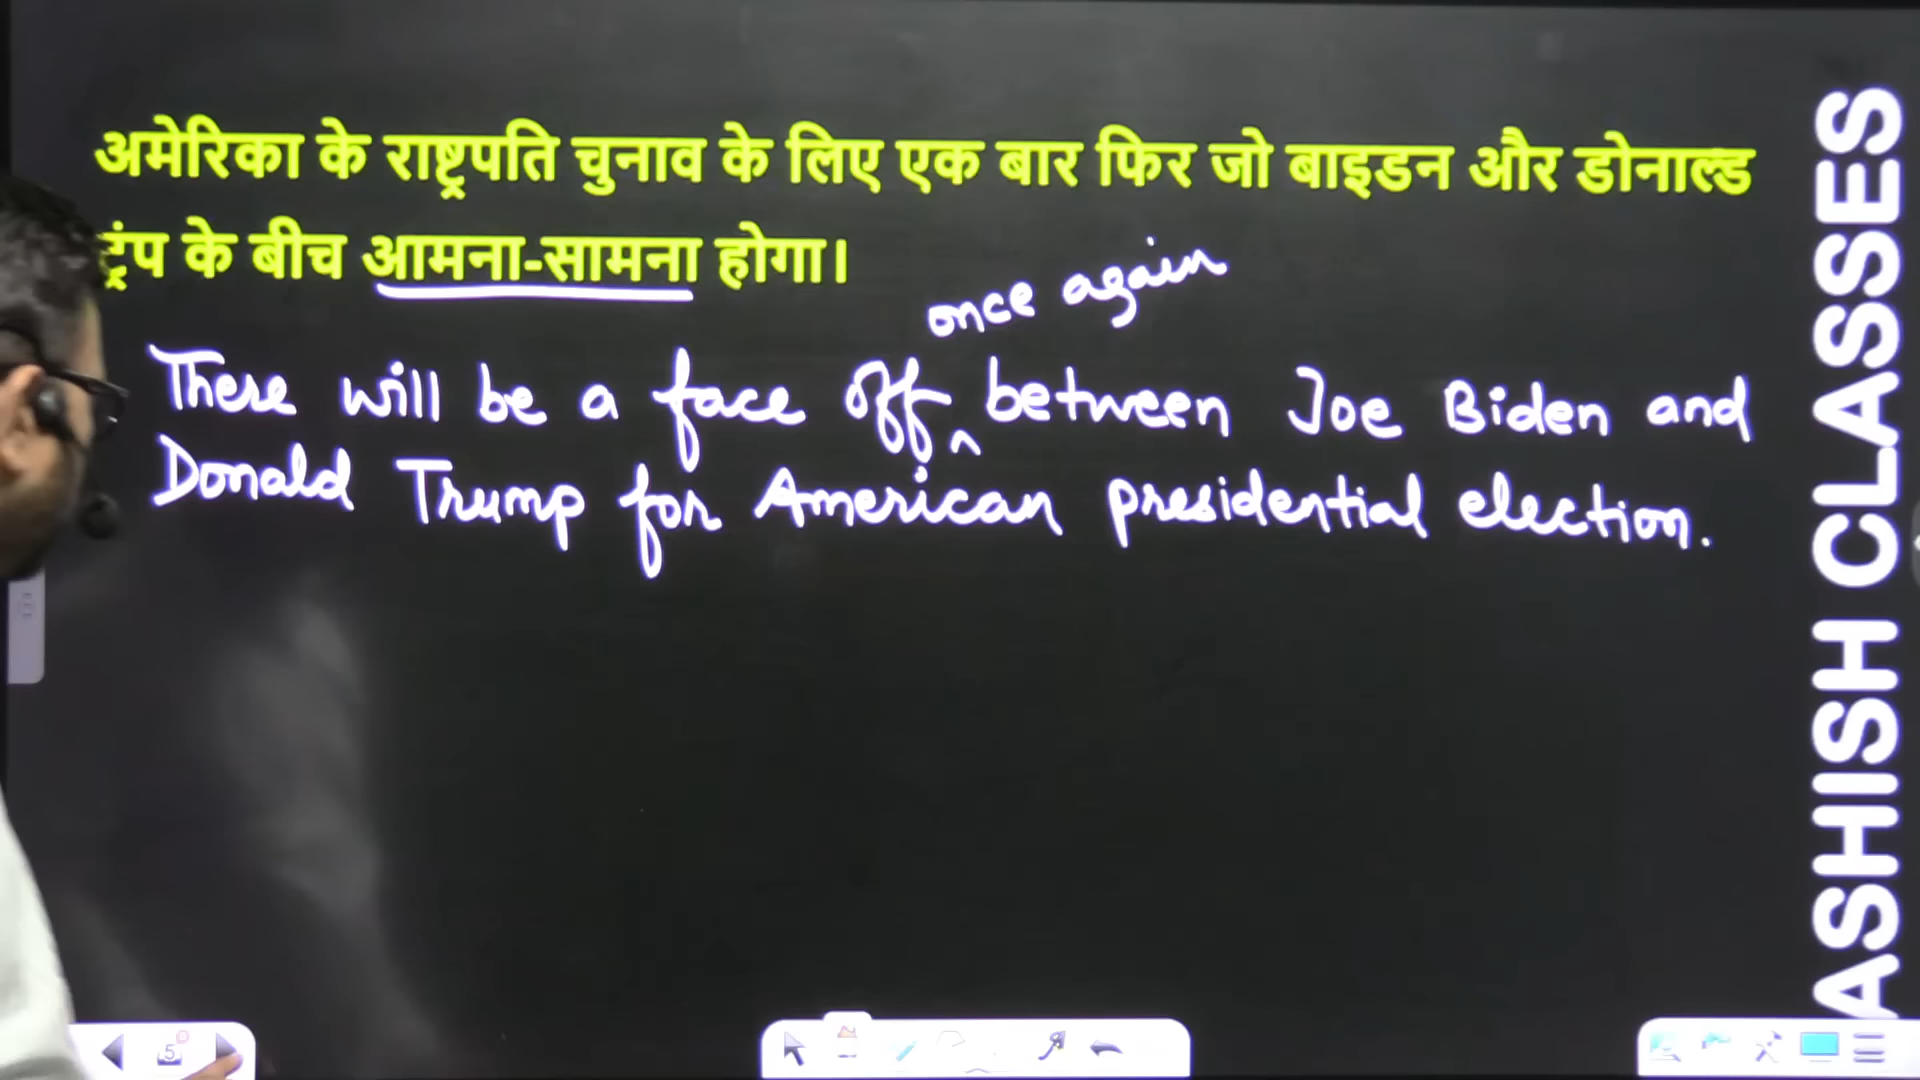 अमेरिका के राष्ट्रपति चुनाव के लिए एक बार फिर जो बाइडन और डोनाल्ड
ट्रंप के बीच आमना-सामना होगा।
once again
There will be a face off ^ between Joe Biden and
Donald Trump for American presidential election.
ASHISH CLASSES
5